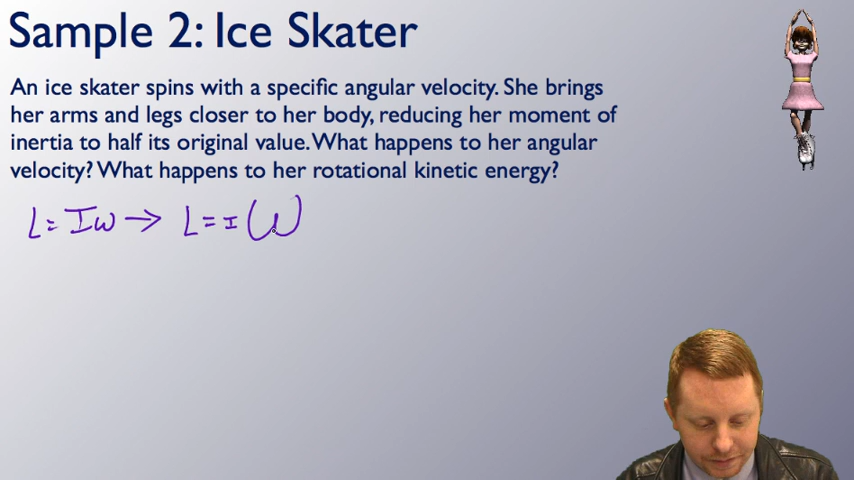 Sample 2: Ice Skater
An ice skater spins with a specific angular velocity. She brings
her arms and legs closer to her body, reducing her moment of
inertia to half its original value. What happens to her angular
velocity? What happens to her rotational kinetic energy?
L = Iω → L = I ω